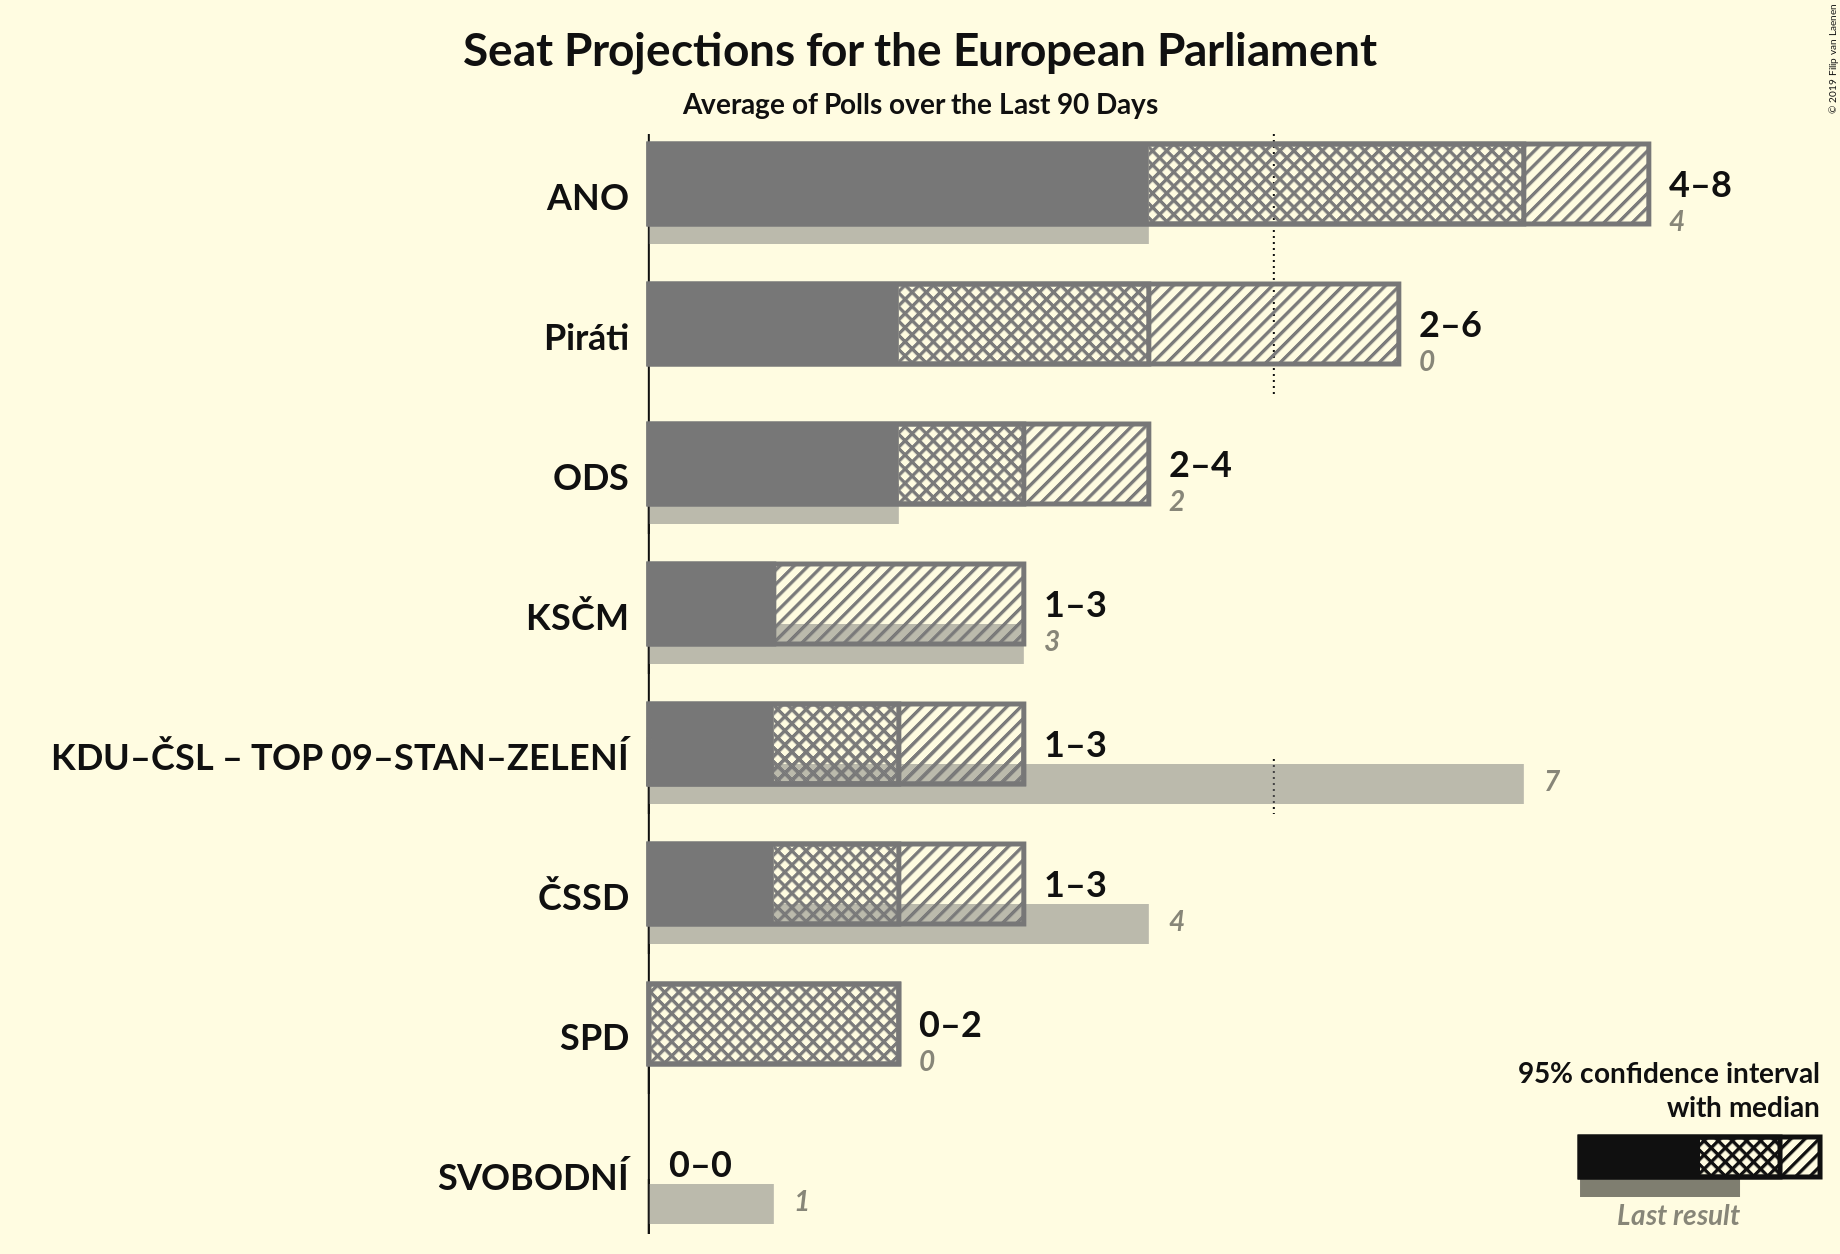 Seat Projections for the European Parliament
Average of Polls over the Last 90 Days
© 2019 Filip van Laenen
ANO
4–8
4
Piráti
2–6
0
ODS
2–4
2
KSČM
1–3
3
KDU–ČSL – TOP 09–STAN–ZELENÍ
1–3
7
ČSSD
1–3
4
SPD
0–2
0
SVOBODNÍ
0–0
1
95% confidence interval
with median
Last result